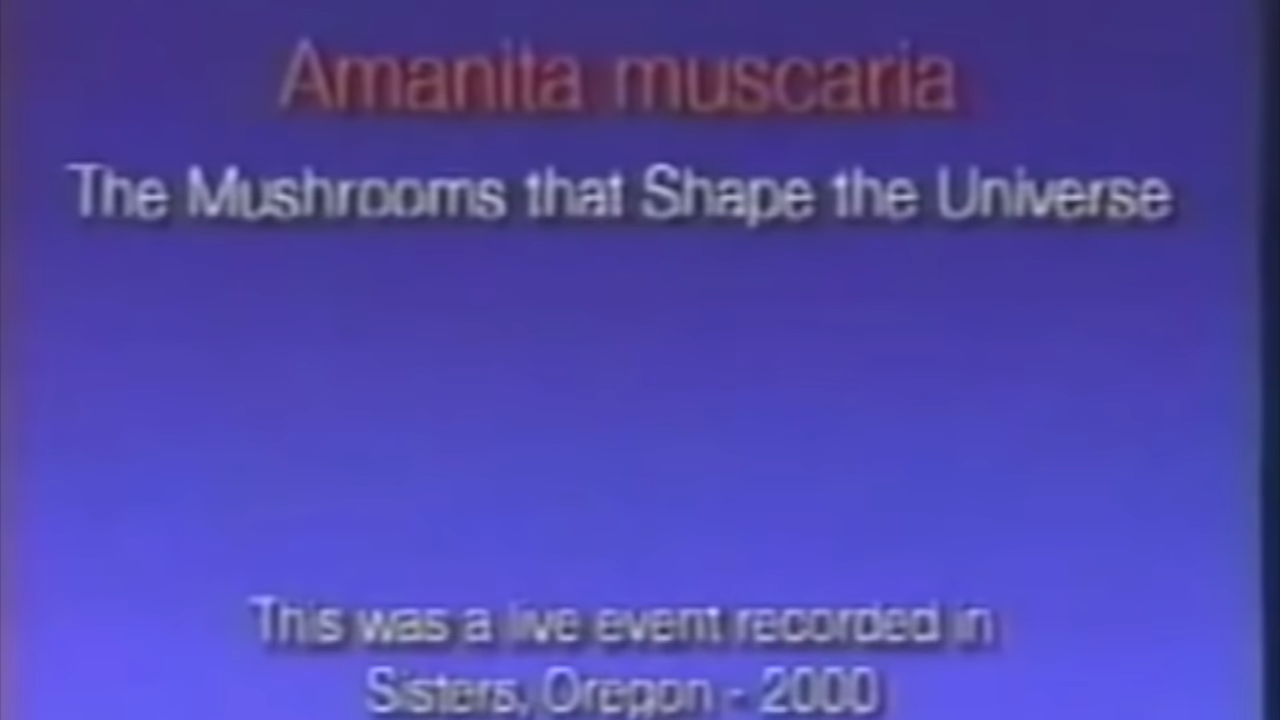 Amanita muscaria
The Mushrooms that Shape the Universe
This was a live event recorded in
Sisters, Oregon - 2000